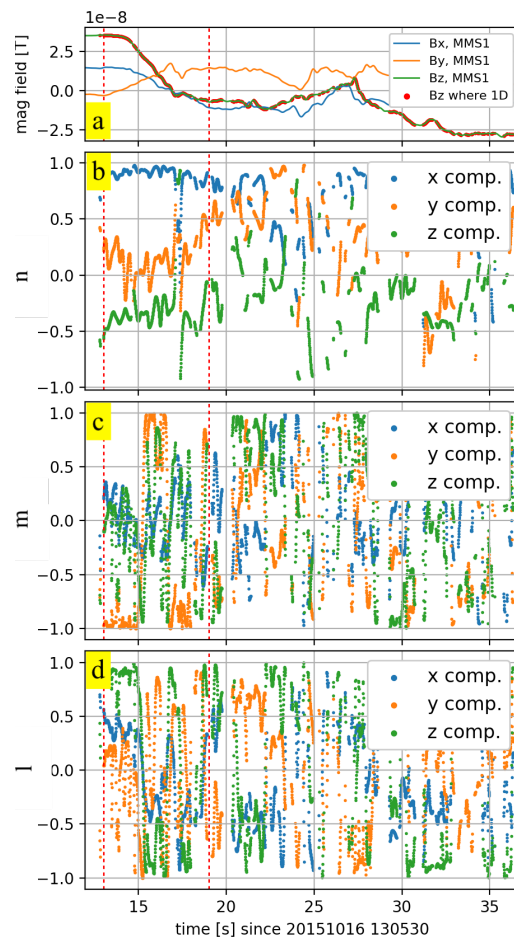 1e−8
mag field [T]
2.5
0.0
−2.5
Bx, MMS1
By, MMS1
Bz, MMS1
Bz where 1D
a
n
1.0
0.5
0.0
−0.5
−1.0
b
x comp.
y comp.
z comp.
m
1.0
0.5
0.0
−0.5
−1.0
c
x comp.
y comp.
z comp.
l
1.0
0.5
0.0
−0.5
−1.0
d
x comp.
y comp.
z comp.
15 20 25 30 35
time [s] since 20151016 130530